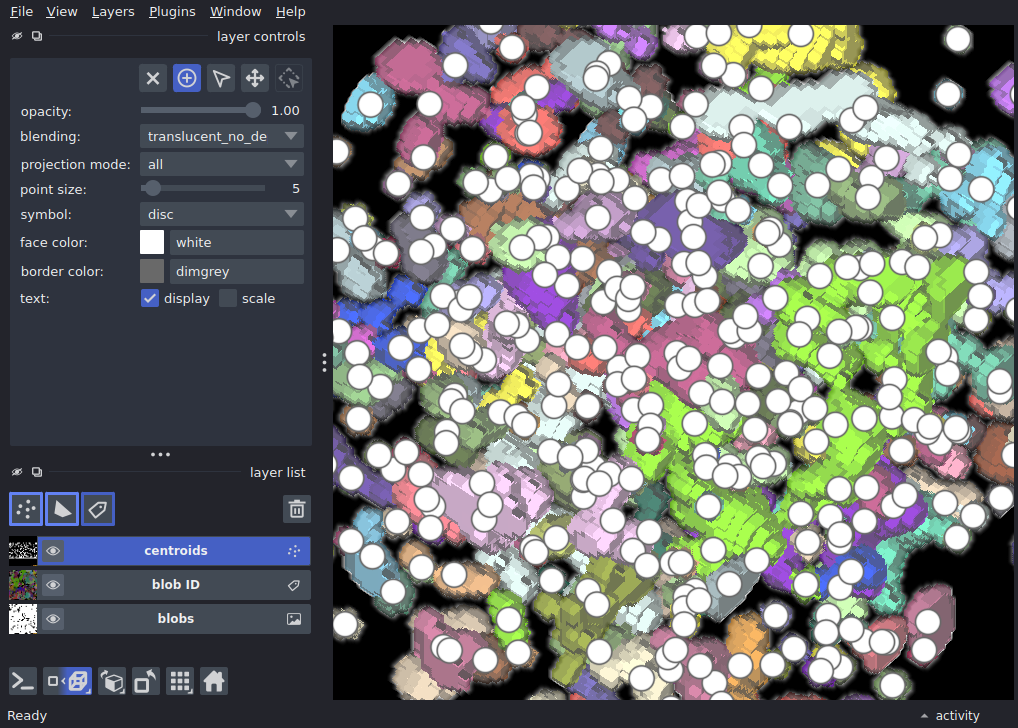 File View Layers Plugins Window Help
layer controls
opacity: 1.00
blending: translucent_no_de
projection mode: all
point size: 5
symbol: disc
face color: white
border color: dimgrey
text: display scale
layer list
centroids
blob ID
blobs
Ready
activity